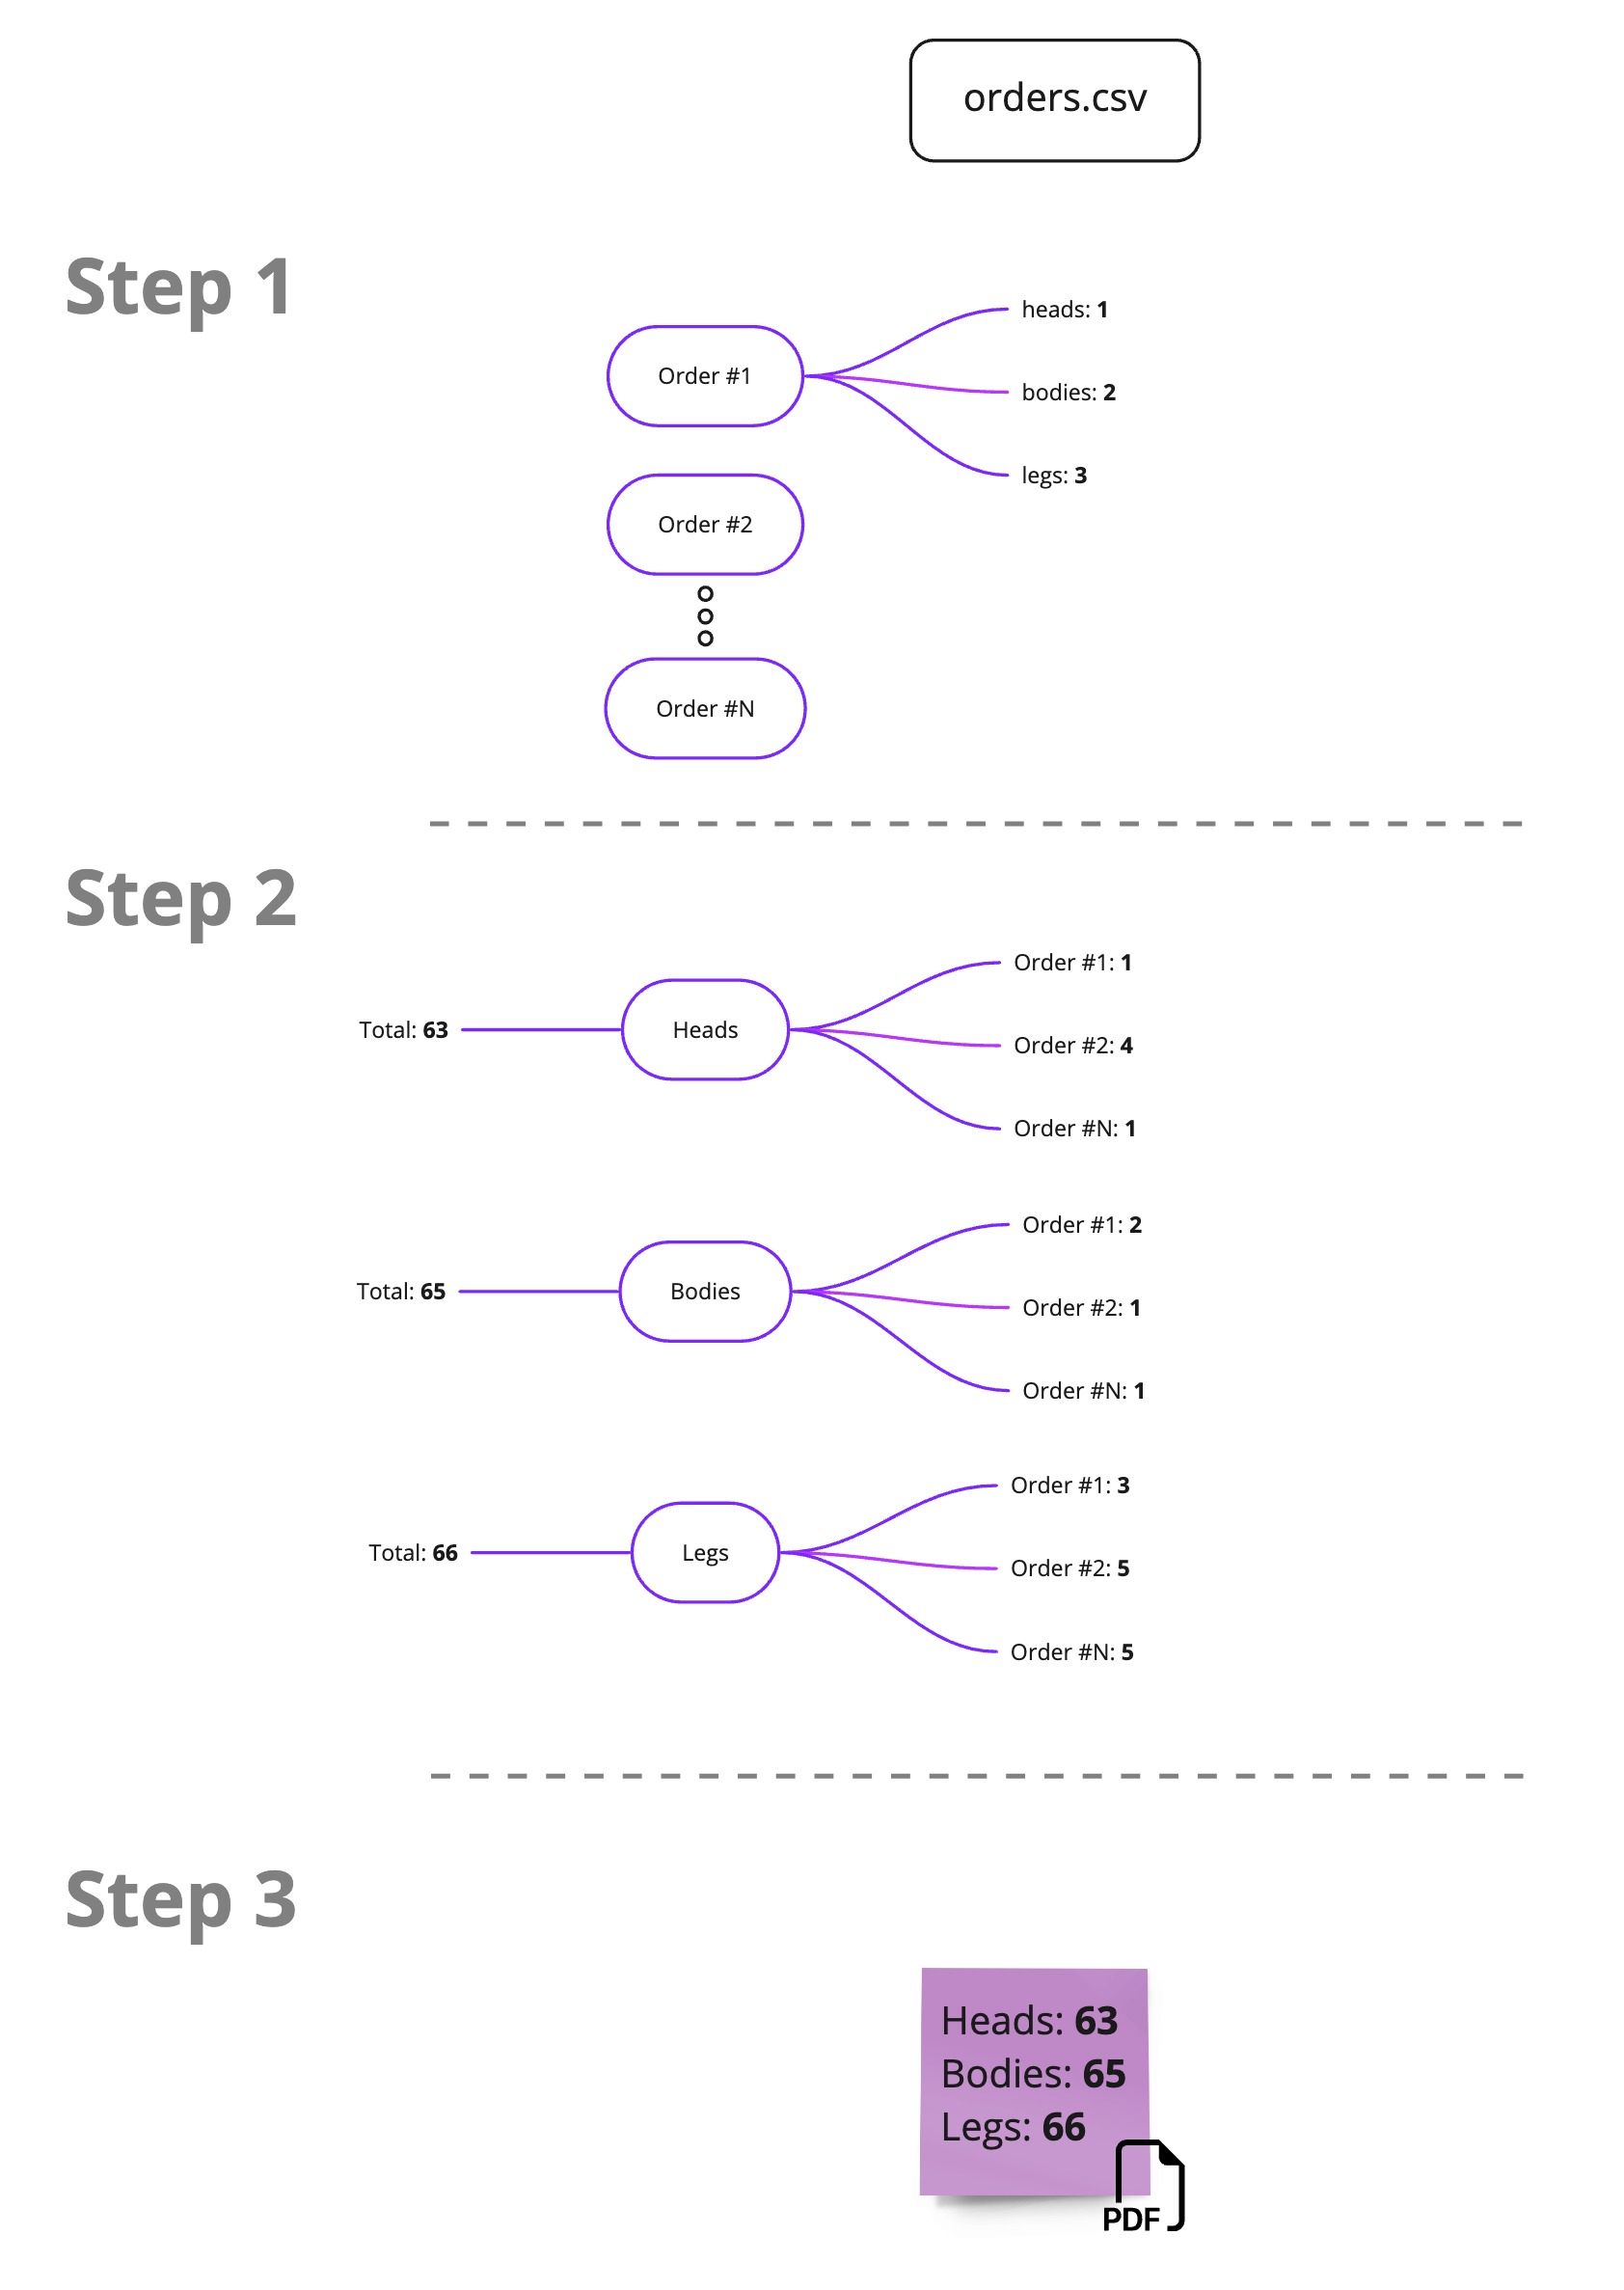 orders.csv
Step 1
Order #1
heads: 1
bodies: 2
legs: 3
Order #2
Order #N
Step 2
Total: 63
Heads
Order #1: 1
Order #2: 4
Order #N: 1
Total: 65
Bodies
Order #1: 2
Order #2: 1
Order #N: 1
Total: 66
Legs
Order #1: 3
Order #2: 5
Order #N: 5
Step 3
Heads: 63
Bodies: 65
Legs: 66
PDF